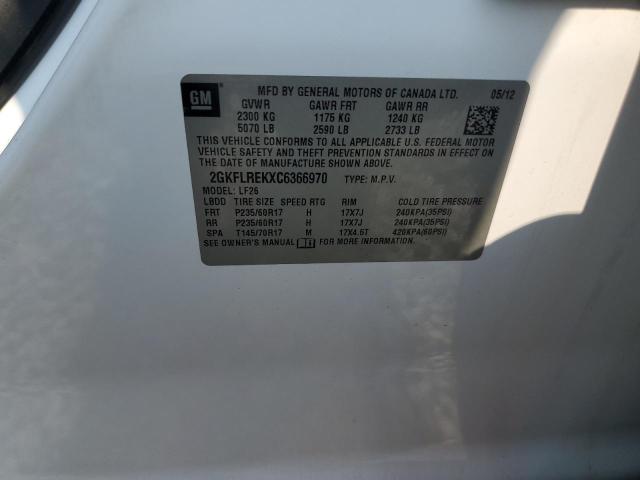 GM
MFD BY GENERAL MOTORS OF CANADA LTD. 05/12
GVWR GAWR FRT GAWR RR
2300 KG 1175 KG 1240 KG
5070 LB 2590 LB 2733 LB
THIS VEHICLE CONFORMS TO ALL APPLICABLE U.S. FEDERAL MOTOR
VEHICLE SAFETY, BUMPER, AND THEFT PREVENTION STANDARDS IN EFFECT ON THE
DATE OF MANUFACTURE SHOWN ABOVE.
2GKFLREKXC6366970 TYPE: M.P.V.
MODEL: LF26
LBDD TIRE SIZE SPEED RTG RIM COLD TIRE PRESSURE
FRT P235/60R17 H 17X7J 240KPA(35PSI)
RR P235/60R17 H 17X7J 240KPA(35PSI)
SPA T145/70R17 M 17X4.5T 420KPA(60PSI)
SEE OWNER'S MANUAL FOR MORE INFORMATION.